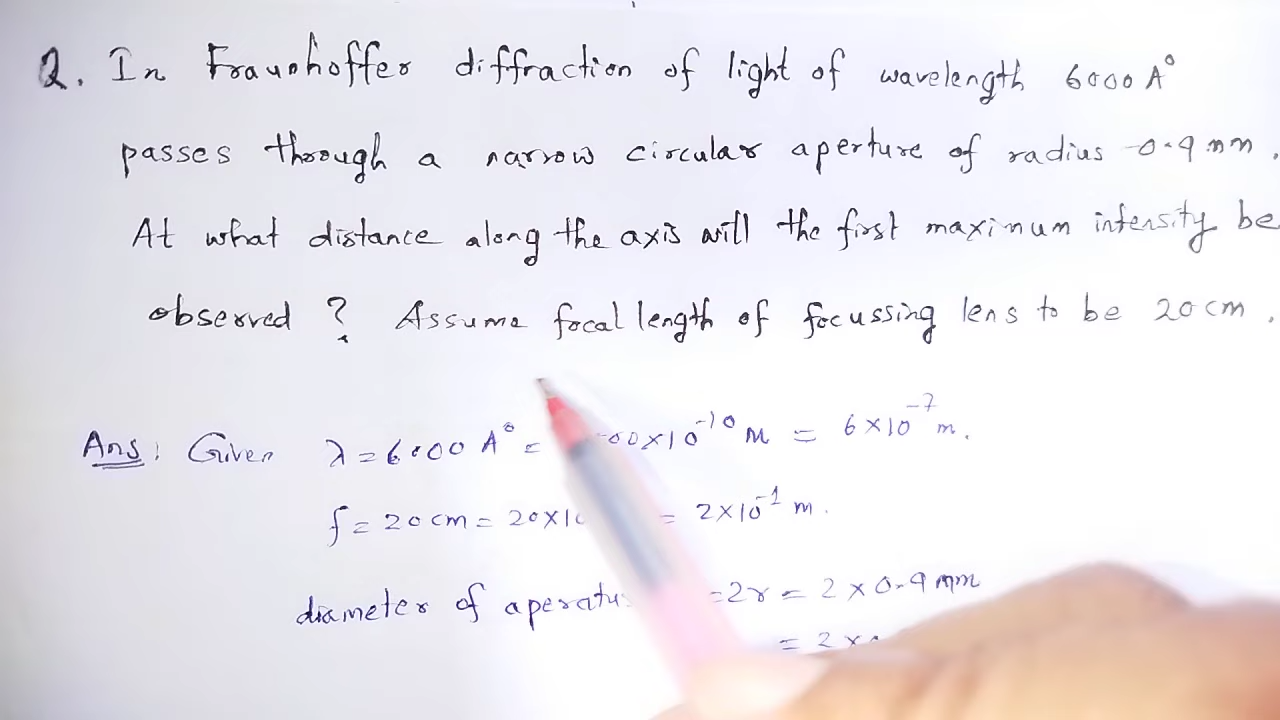 Q. In Fraunhoffer diffraction of light of wavelength 6000 A°
passes through a narrow circular aperture of radius 0.9 mm.
At what distance along the axis will the first maximum intensity be
observed ? Assume focal length of focussing lens to be 20 cm.
Ans: Given λ = 6000 A° = 00×10⁻¹⁰ m = 6×10⁻⁷ m.
f = 20 cm = 20×10 = 2×10⁻¹ m.
diameter of = 2r = 2 × 0.9 mm
= 2 ×